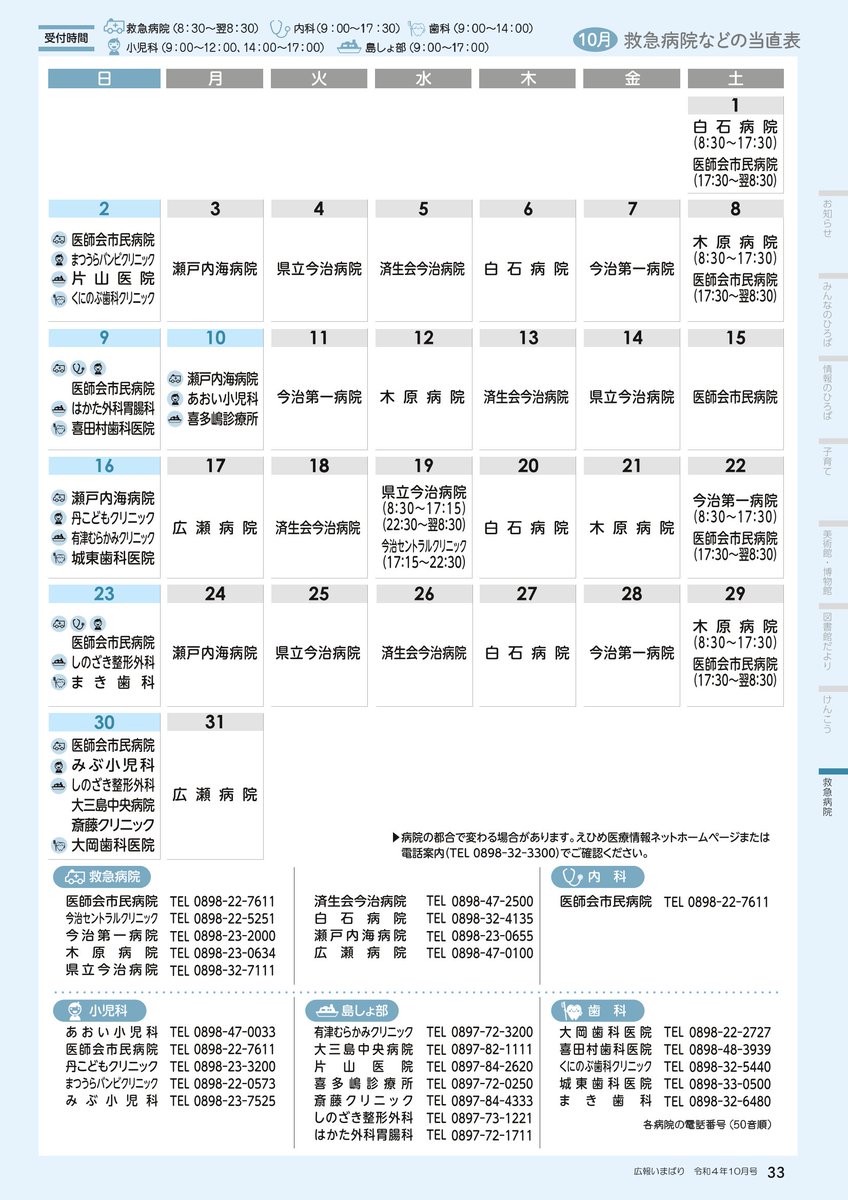 受付時間
救急病院（8：30～翌8：30）
内科（9：00～17：30）
歯科（9：00～14：00）
小児科（9：00～12：00、14：00～17：00）
島しょ部（9：00～17：00）
10月 救急病院などの当直表
日 月 火 水 木 金 土
1
白石病院
(8:30～17:30)
医師会市民病院
(17:30～翌8:30)
2
医師会市民病院
まつうらバンビクリニック
片山医院
くにのぶ歯科クリニック
3
瀬戸内海病院
4
県立今治病院
5
済生会今治病院
6
白石病院
7
今治第一病院
8
木原病院
(8:30～17:30)
医師会市民病院
(17:30～翌8:30)
9
医師会市民病院
はかた外科胃腸科
喜田村歯科医院
10
瀬戸内海病院
あおい小児科
喜多嶋診療所
11
今治第一病院
12
木原病院
13
済生会今治病院
14
県立今治病院
15
医師会市民病院
16
瀬戸内海病院
丹こどもクリニック
有津むらかみクリニック
城東歯科医院
17
広瀬病院
18
済生会今治病院
19
県立今治病院
(8:30～17:15)
(22:30～翌8:30)
今治セントラルクリニック
(17:15～22:30)
20
白石病院
21
木原病院
22
今治第一病院
(8:30～17:30)
医師会市民病院
(17:30～翌8:30)
23
医師会市民病院
しのざき整形外科
まき歯科
24
瀬戸内海病院
25
県立今治病院
26
済生会今治病院
27
白石病院
28
今治第一病院
29
木原病院
(8:30～17:30)
医師会市民病院
(17:30～翌8:30)
30
医師会市民病院
みぶ小児科
しのざき整形外科
大三島中央病院
斎藤クリニック
大岡歯科医院
31
広瀬病院
▶病院の都合で変わる場合があります。えひめ医療情報ネットホームページまたは
電話案内（TEL 0898-32-3300）でご確認ください。
救急病院
医師会市民病院 TEL 0898-22-7611
今治セントラルクリニック TEL 0898-22-5251
今治第一病院 TEL 0898-23-2000
木原病院 TEL 0898-23-0634
県立今治病院 TEL 0898-32-7111
済生会今治病院 TEL 0898-47-2500
白石病院 TEL 0898-32-4135
瀬戸内海病院 TEL 0898-23-0655
広瀬病院 TEL 0898-47-0100
内科
医師会市民病院 TEL 0898-22-7611
小児科
あおい小児科 TEL 0898-47-0033
医師会市民病院 TEL 0898-22-7611
丹こどもクリニック TEL 0898-23-3200
まつうらバンビクリニック TEL 0898-22-0573
みぶ小児科 TEL 0898-23-7525
島しょ部
有津むらかみクリニック TEL 0897-72-3200
大三島中央病院 TEL 0897-82-1111
片山医院 TEL 0897-84-2620
喜多嶋診療所 TEL 0897-72-0250
斎藤クリニック TEL 0897-84-4333
しのざき整形外科 TEL 0897-73-1221
はかた外科胃腸科 TEL 0897-72-1711
歯科
大岡歯科医院 TEL 0898-22-2727
喜田村歯科医院 TEL 0898-48-3939
くにのぶ歯科クリニック TEL 0898-32-5440
城東歯科医院 TEL 0898-33-0500
まき歯科 TEL 0898-32-6480
各病院の電話番号（50音順）
お知らせ
みんなのひろば
情報のひろば
子育て
美術館・博物館
図書館だより
けんこう
救急病院
広報いまばり 令和4年10月号 33